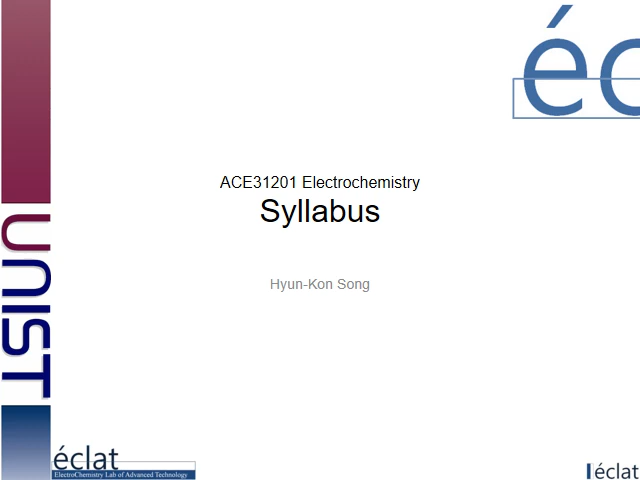 éc
ACE31201 Electrochemistry
Syllabus
Hyun-Kon Song
UNIST
éclat
ElectroChemistry Lab of Advanced Technology
éclat